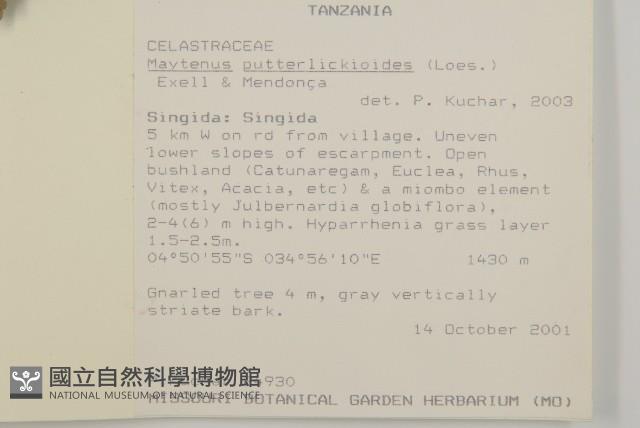 TANZANIA
CELASTRACEAE
Maytenus putterlickioides (Loes.)
Exell & Mendonça
det. P. Kuchar, 2003
Singida: Singida
5 km W on rd from village. Uneven
lower slopes of escarpment. Open
bushland (Catunaregam, Euclea, Rhus,
Vitex, Acacia, etc) & a miombo element
(mostly Julbernardia globiflora),
2-4(6) m high. Hyparrhenia grass layer
1.5-2.5m.
04°50'55"S 034°56'10"E 1430 m
Gnarled tree 4 m, gray vertically
striate bark.
14 October 2001
4930
MISSOURI BOTANICAL GARDEN HERBARIUM (MO)
國立自然科學博物館
NATIONAL MUSEUM OF NATURAL SCIENCE